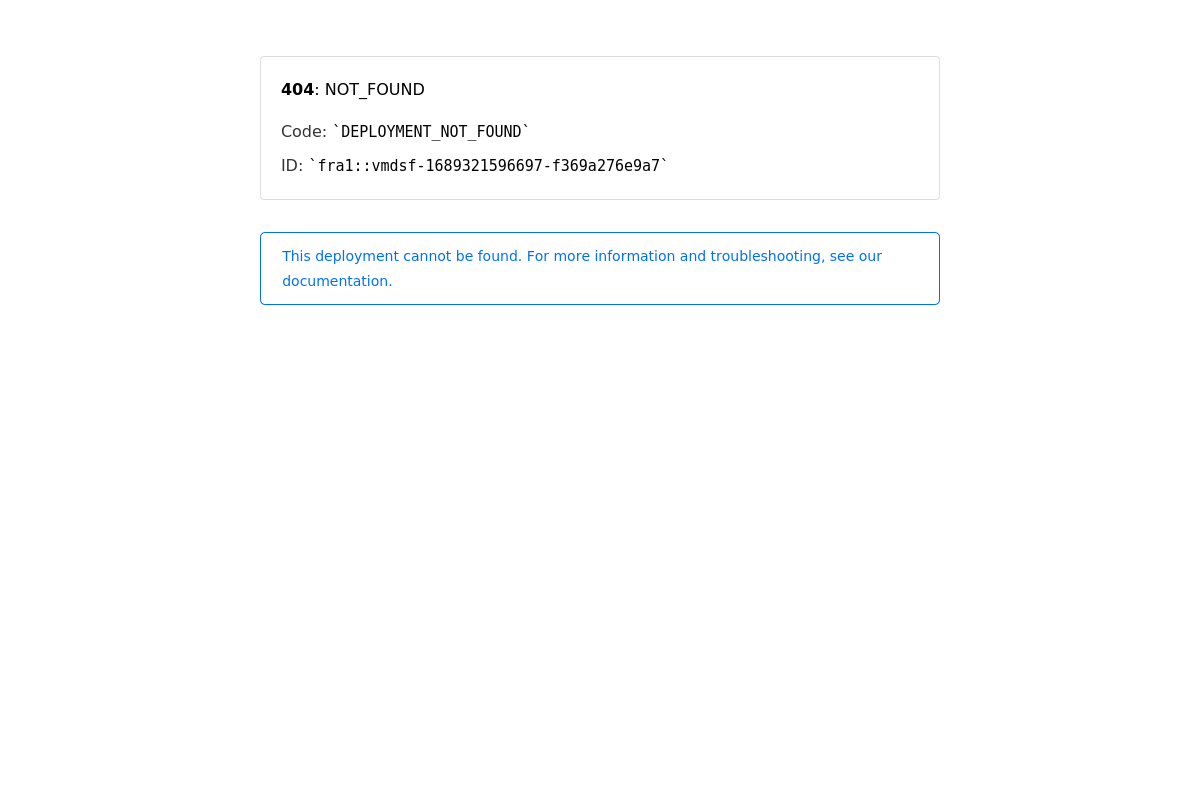 404: NOT_FOUND
Code: `DEPLOYMENT_NOT_FOUND`
ID: `fra1::vmdsf-1689321596697-f369a276e9a7`
This deployment cannot be found. For more information and troubleshooting, see our
documentation.